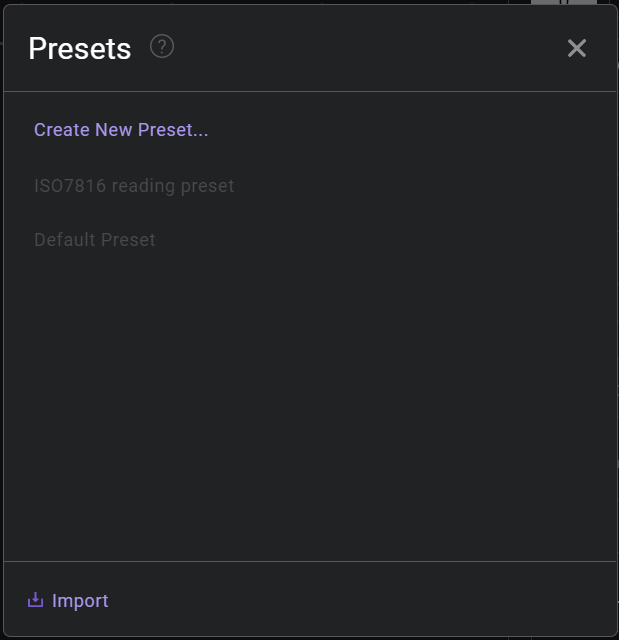 Presets ?
Create New Preset...
ISO7816 reading preset
Default Preset
Import